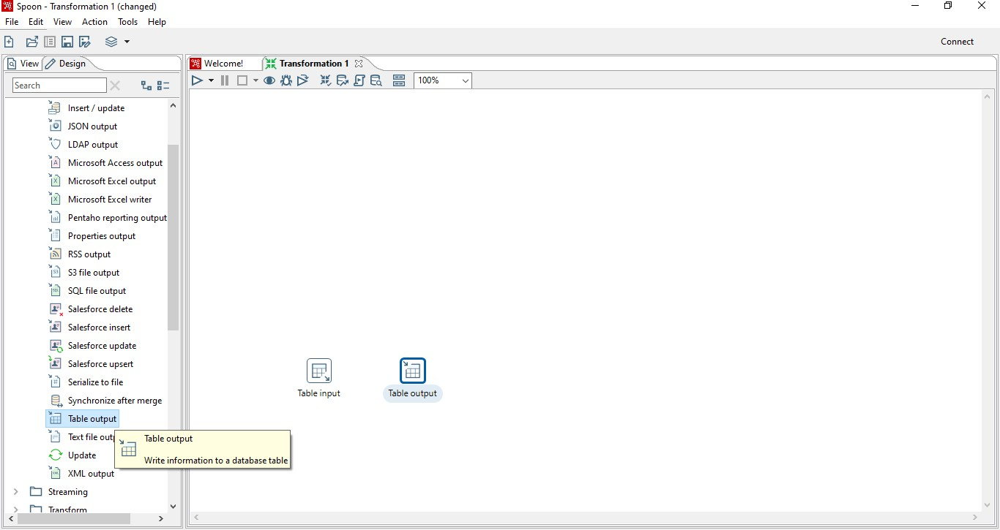 Spoon - Transformation 1 (changed)
File Edit View Action Tools Help
Connect
View Design
Welcome! Transformation 1
Search
100%
Insert / update
JSON output
LDAP output
Microsoft Access output
Microsoft Excel output
Microsoft Excel writer
Pentaho reporting output
Properties output
RSS output
S3 file output
SQL file output
Salesforce delete
Salesforce insert
Salesforce update
Salesforce upsert
Serialize to file
Synchronize after merge
Table output
Text file outp
Update
XML output
Streaming
Transform
Table output
Write information to a database table
Table input
Table output